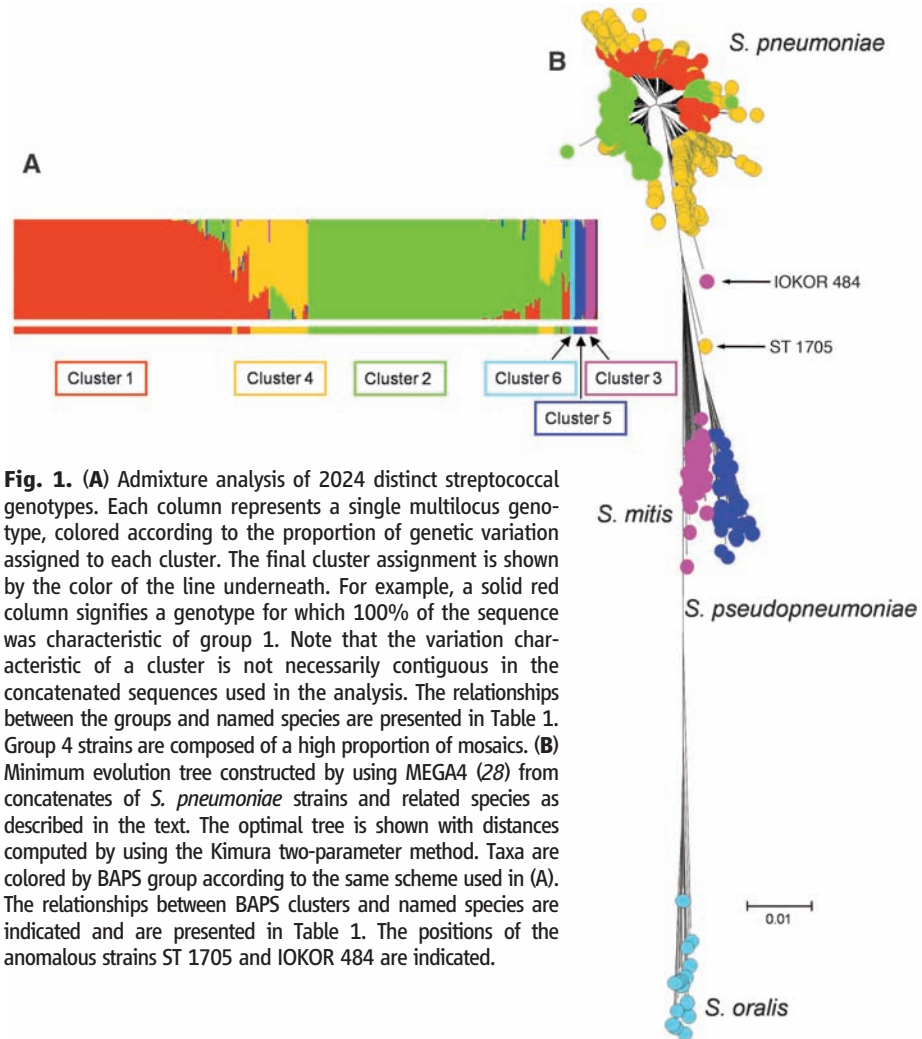 B
S. pneumoniae
A
IOKOR 484
ST 1705
Cluster 1
Cluster 4
Cluster 2
Cluster 6
Cluster 3
Cluster 5
S. mitis
S. pseudopneumoniae
Fig. 1. (A) Admixture analysis of 2024 distinct streptococcal
genotypes. Each column represents a single multilocus geno-
type, colored according to the proportion of genetic variation
assigned to each cluster. The final cluster assignment is shown
by the color of the line underneath. For example, a solid red
column signifies a genotype for which 100% of the sequence
was characteristic of group 1. Note that the variation char-
acteristic of a cluster is not necessarily contiguous in the
concatenated sequences used in the analysis. The relationships
between the groups and named species are presented in Table 1.
Group 4 strains are composed of a high proportion of mosaics. (B)
Minimum evolution tree constructed by using MEGA4 (28) from
concatenates of S. pneumoniae strains and related species as
described in the text. The optimal tree is shown with distances
computed by using the Kimura two-parameter method. Taxa are
colored by BAPS group according to the same scheme used in (A).
The relationships between BAPS clusters and named species are
indicated and are presented in Table 1. The positions of the
anomalous strains ST 1705 and IOKOR 484 are indicated.
0.01
S. oralis